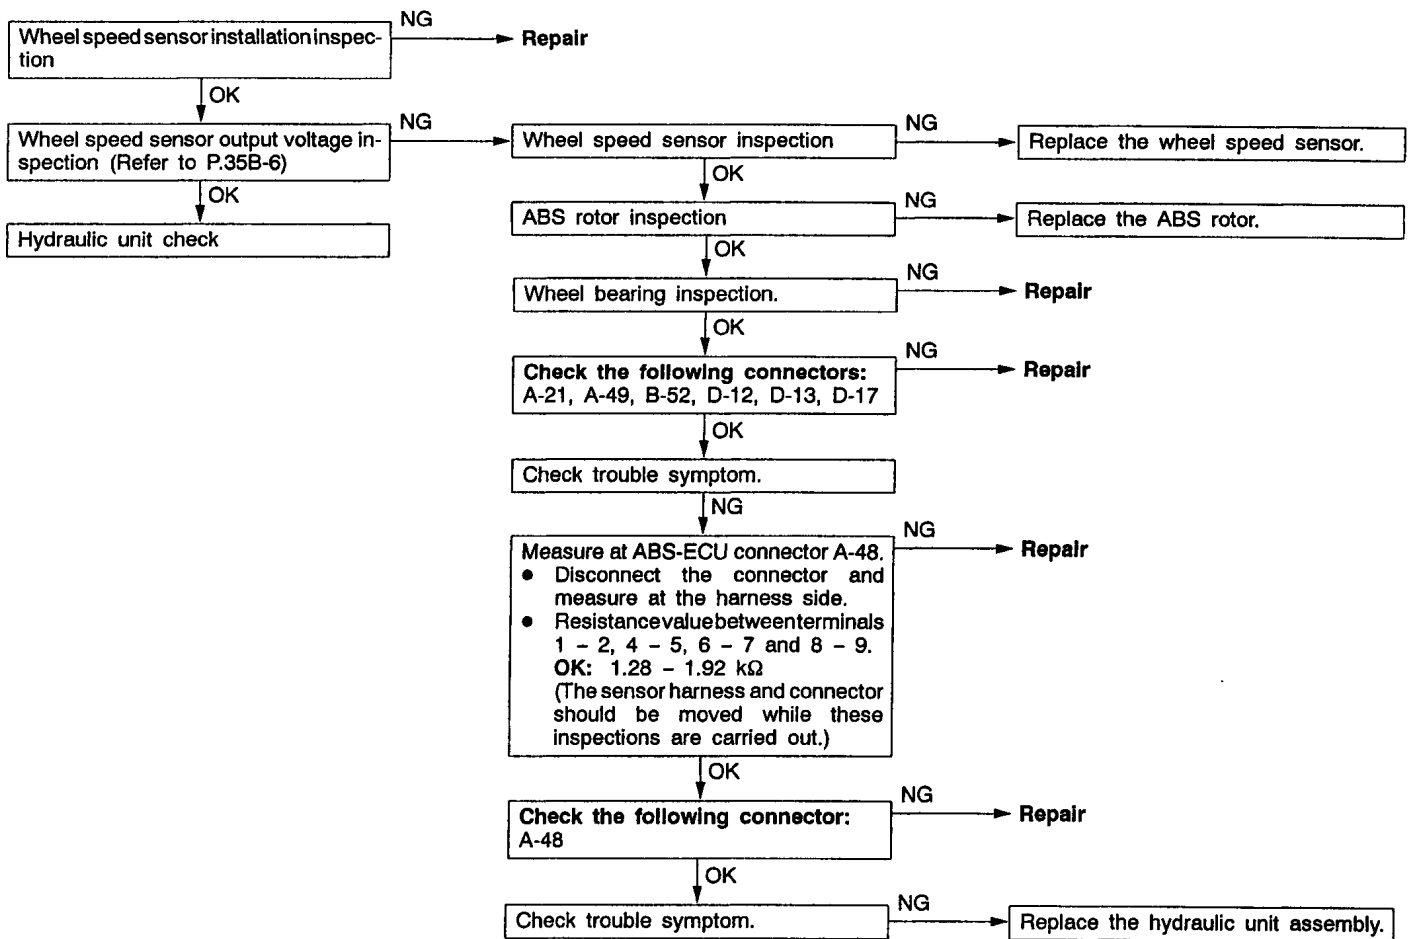 NG
Wheel speed sensor installation inspec-
tion
Repair
OK
Wheel speed sensor output voltage in-
spection (Refer to P.35B-6)
NG
Wheel speed sensor inspection
NG
Replace the wheel speed sensor.
OK
Hydraulic unit check
OK
ABS rotor inspection
NG
Replace the ABS rotor.
OK
Wheel bearing inspection.
NG
Repair
OK
Check the following connectors:
A-21, A-49, B-52, D-12, D-13, D-17
NG
Repair
OK
Check trouble symptom.
NG
Measure at ABS-ECU connector A-48.
● Disconnect the connector and
measure at the harness side.
● Resistance value between terminals
1 – 2, 4 – 5, 6 – 7 and 8 – 9.
OK: 1.28 – 1.92 kΩ
(The sensor harness and connector
should be moved while these
inspections are carried out.)
NG
Repair
OK
Check the following connector:
A-48
NG
Repair
OK
Check trouble symptom.
NG
Replace the hydraulic unit assembly.